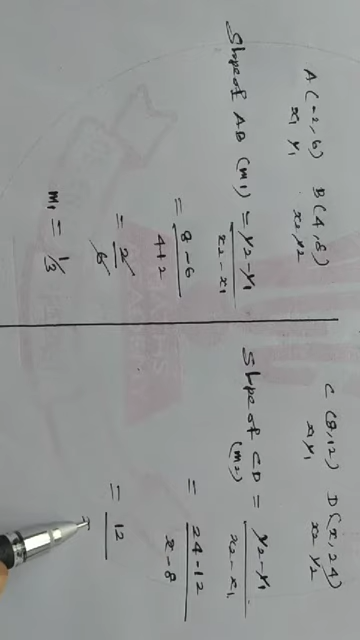 A(-2, 6) B(4, 8)
x₁ y₁ x₂ y₂
Slope of AB (m₁) = y₂ - y₁ / x₂ - x₁
= 8 - 6 / 4 + 2
= 2 / 6
m₁ = 1/3
C (8, 12) D(x, 24)
x₁ y₁ x₂ y₂
Slope of CD = y₂ - y₁ / x₂ - x₁
(m₂)
= 24 - 12 / x - 8
= 12